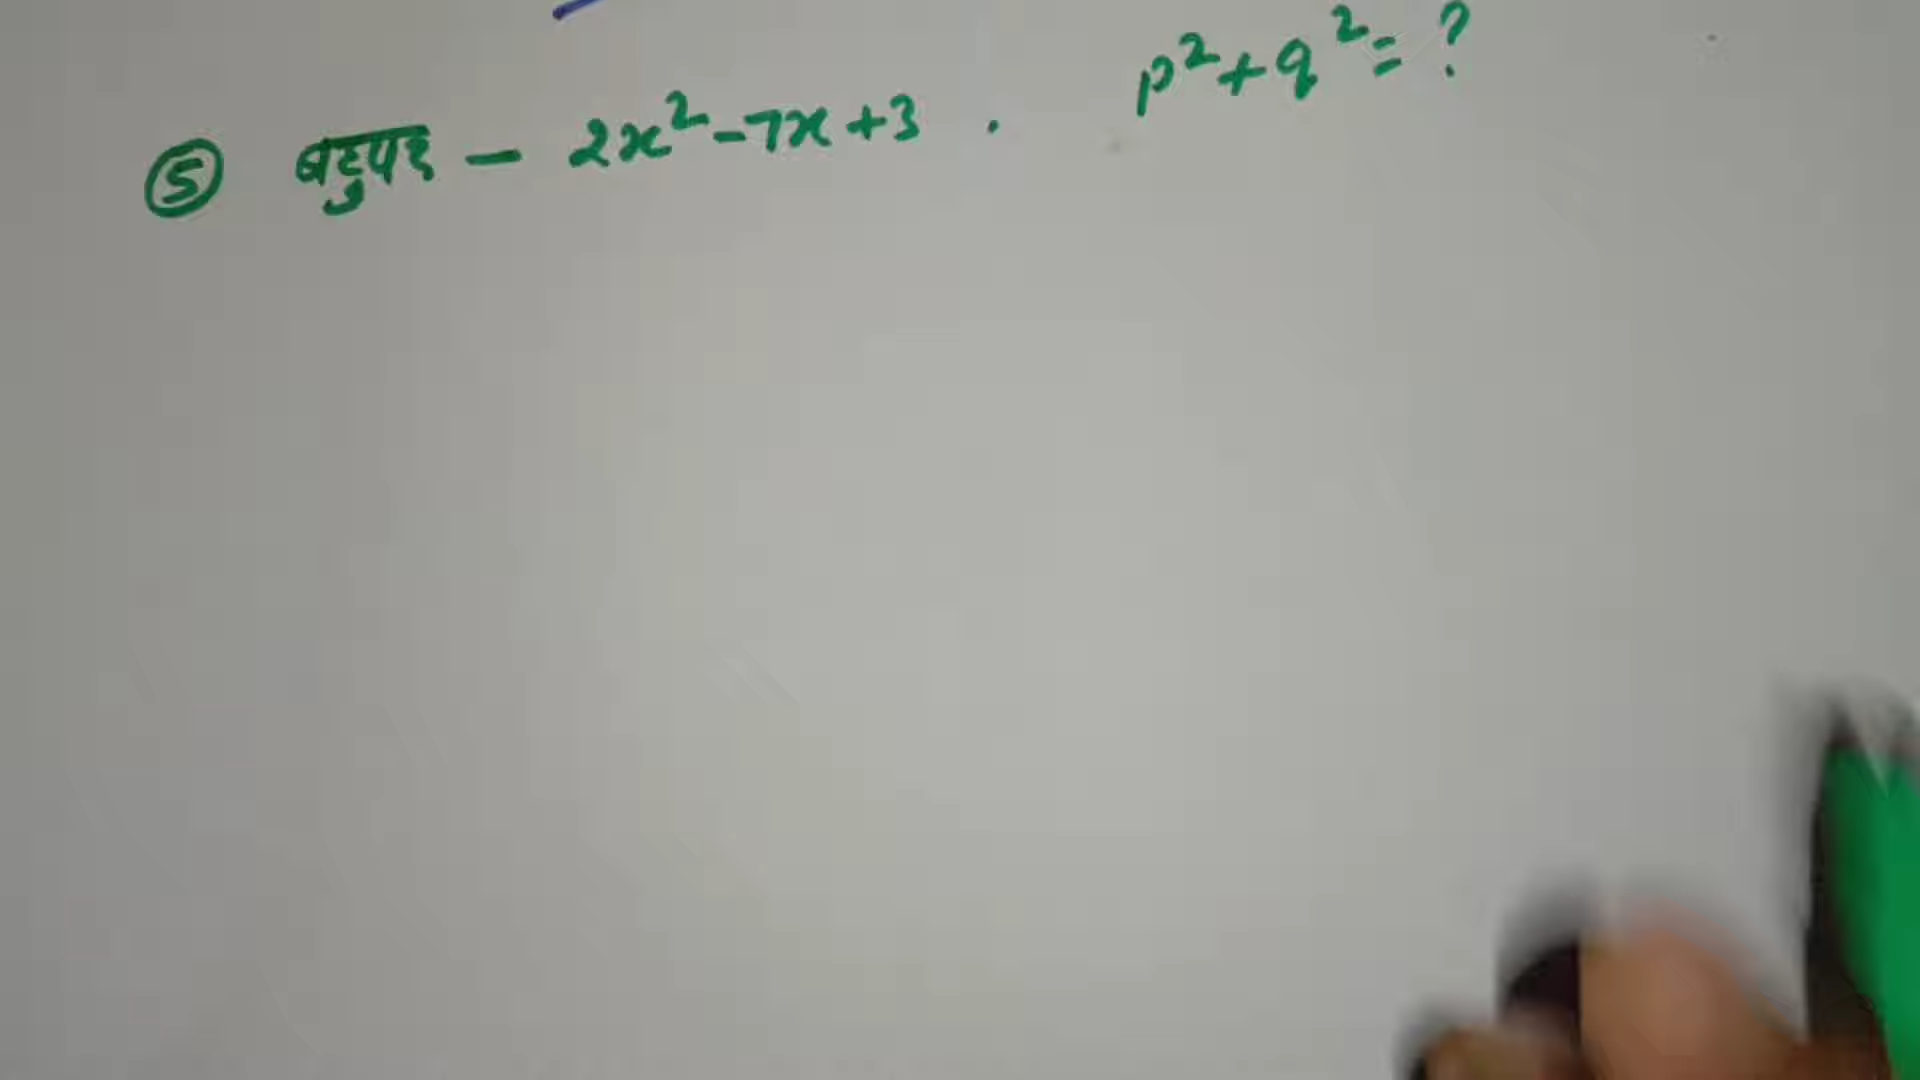 ⑤ बहुपद - 2x² - 7x + 3 . p² + q² = ?